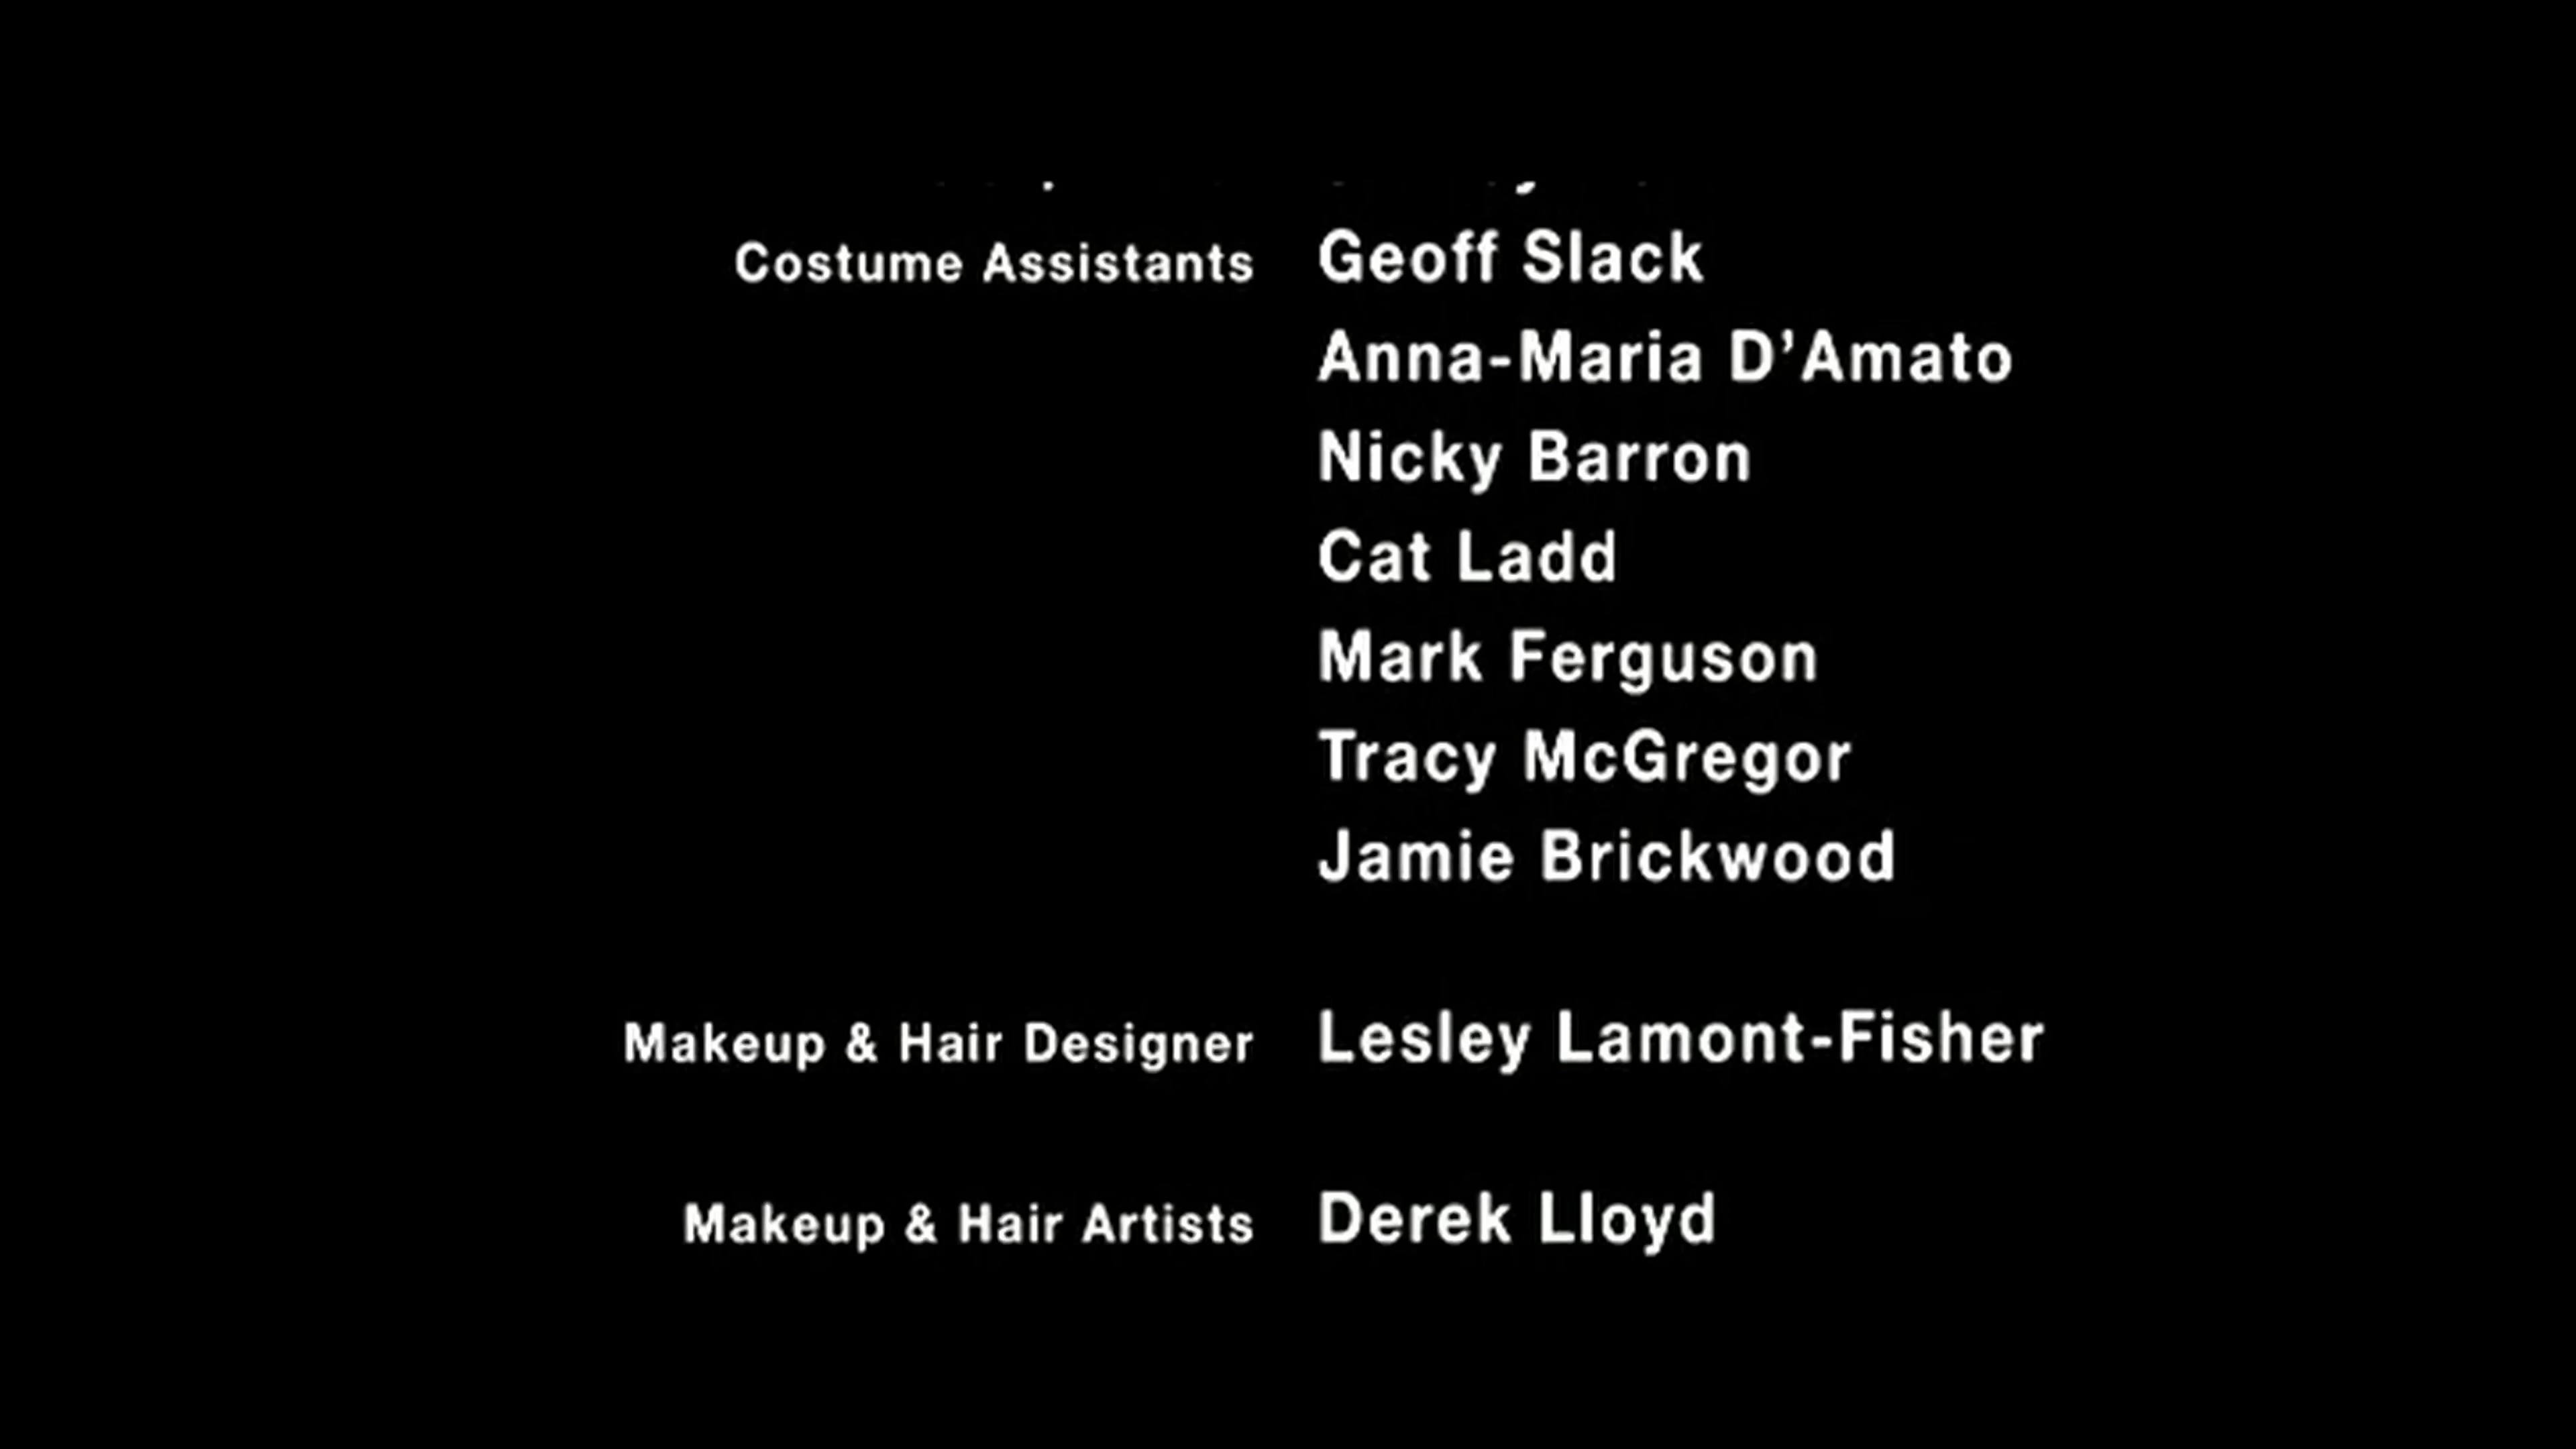 Costume Assistants Geoff Slack
Anna-Maria D’Amato
Nicky Barron
Cat Ladd
Mark Ferguson
Tracy McGregor
Jamie Brickwood
Makeup & Hair Designer Lesley Lamont-Fisher
Makeup & Hair Artists Derek Lloyd